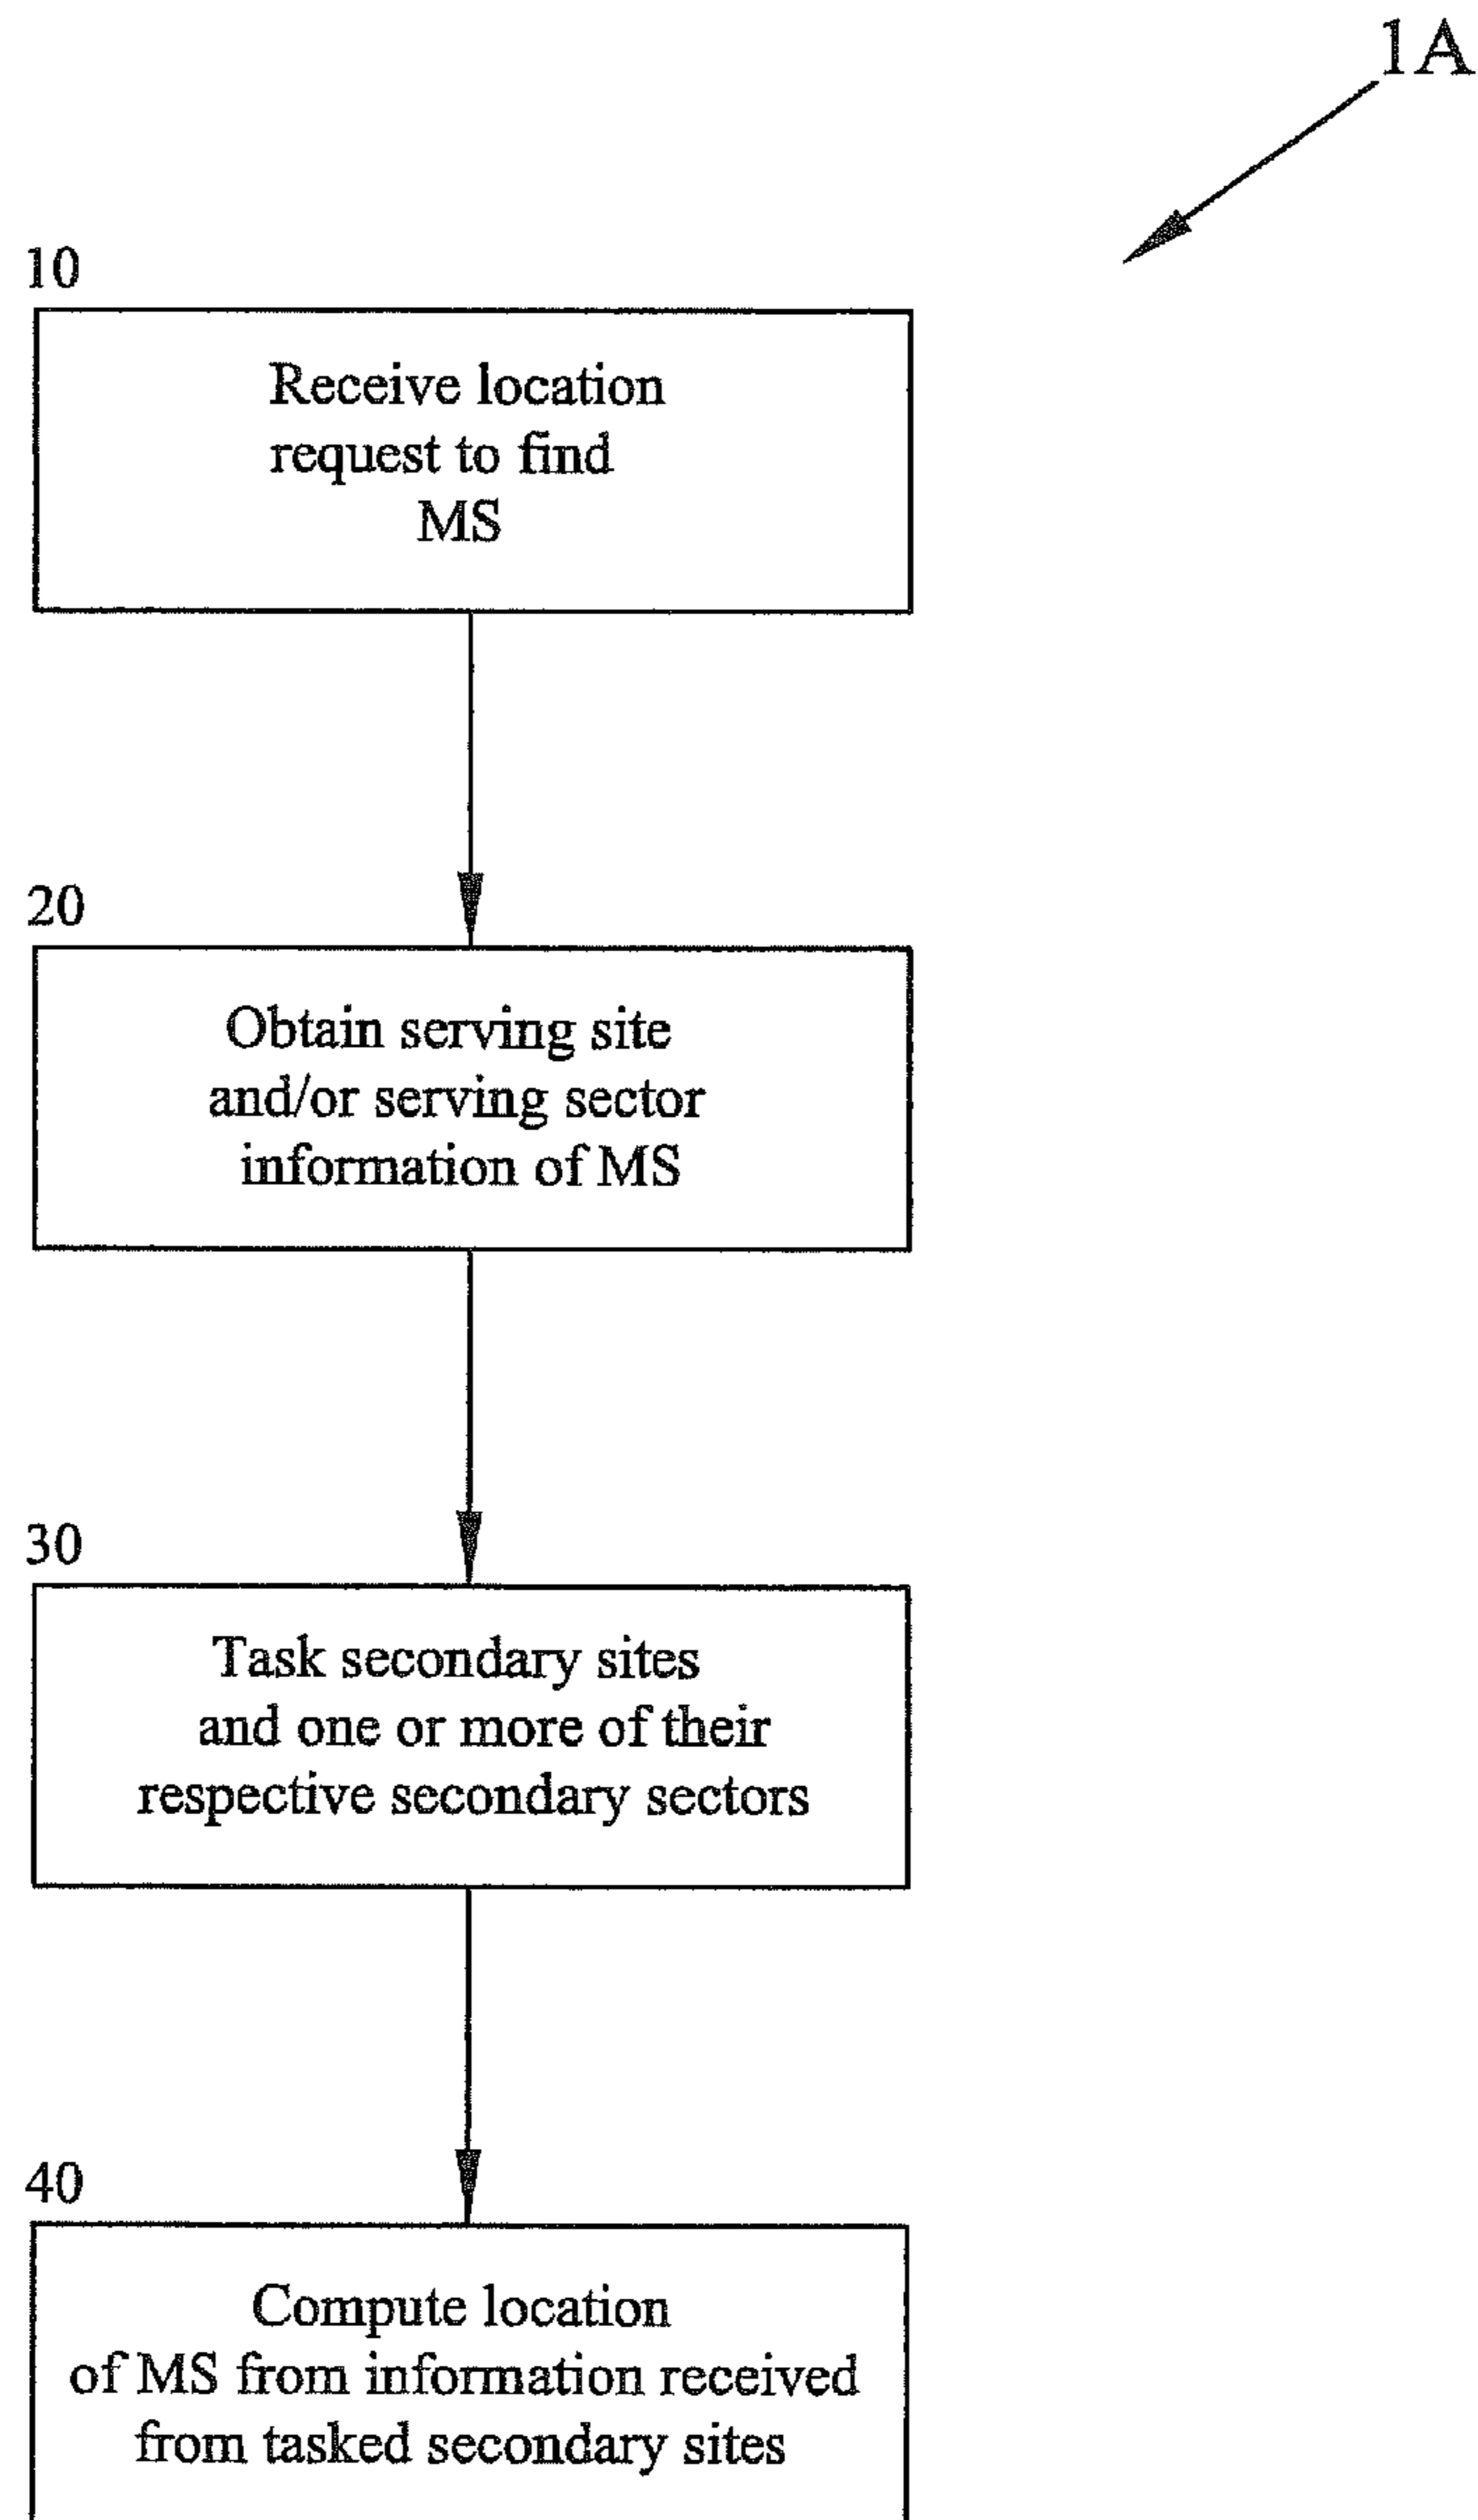 1A
10
Receive location
request to find
MS
20
Obtain serving site
and/or serving sector
information of MS
30
Task secondary sites
and one or more of their
respective secondary sectors
40
Compute location
of MS from information received
from tasked secondary sites